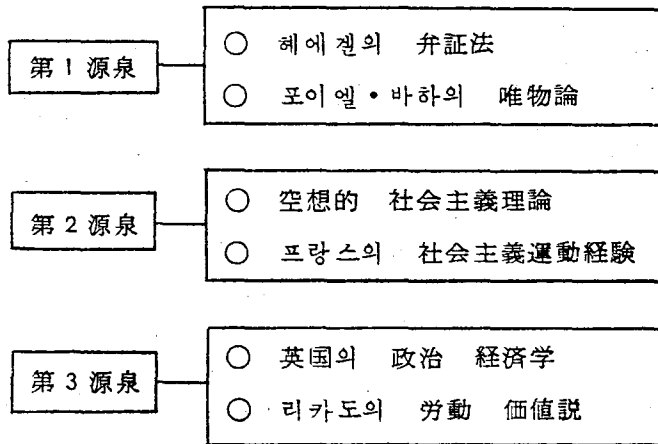 第1源泉
○ 헤에겔의 弁証法
○ 포이엘・바하의 唯物論
第2源泉
○ 空想的 社会主義理論
○ 프랑스의 社会主義運動経験
第3源泉
○ 英国의 政治 経済学
○ 리카도의 労動 価値説